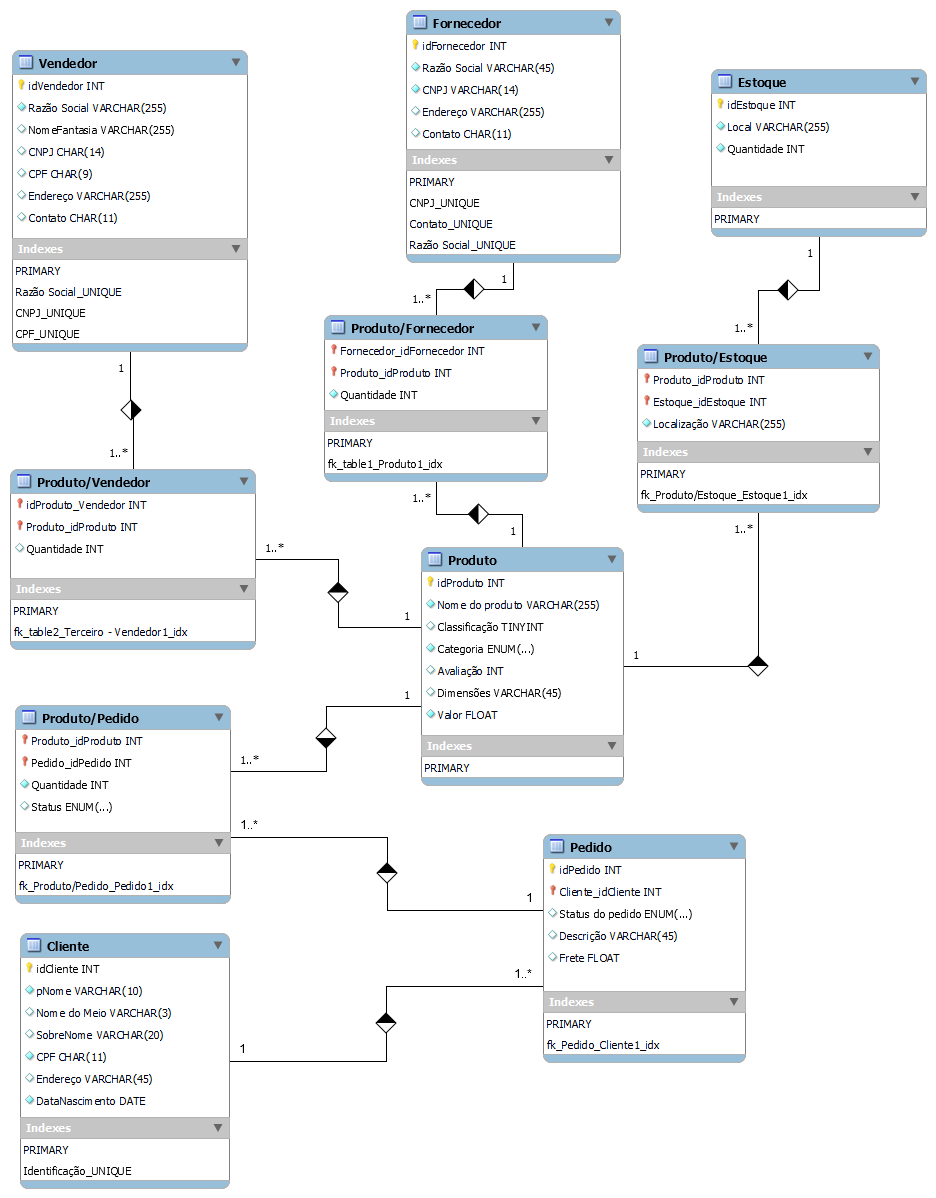 Vendedor
idVendedor INT
Razão Social VARCHAR(255)
NomeFantasia VARCHAR(255)
CNPJ CHAR(14)
CPF CHAR(9)
Endereço VARCHAR(255)
Contato CHAR(11)
Indexes
PRIMARY
Razão Social_UNIQUE
CNPJ_UNIQUE
CPF_UNIQUE
Fornecedor
idFornecedor INT
Razão Social VARCHAR(45)
CNPJ VARCHAR(14)
Endereço VARCHAR(255)
Contato CHAR(11)
Indexes
PRIMARY
CNPJ_UNIQUE
Contato_UNIQUE
Razão Social_UNIQUE
Estoque
idEstoque INT
Local VARCHAR(255)
Quantidade INT
Indexes
PRIMARY
1
1..*
1
1..*
1
1..*
Produto/Fornecedor
Fornecedor_idFornecedor INT
Produto_idProduto INT
Quantidade INT
Indexes
PRIMARY
fk_table1_Produto1_idx
Produto/Estoque
Produto_idProduto INT
Estoque_idEstoque INT
Localização VARCHAR(255)
Indexes
PRIMARY
fk_Produto/Estoque_Estoque1_idx
Produto/Vendedor
idProduto_Vendedor INT
Produto_idProduto INT
Quantidade INT
Indexes
PRIMARY
fk_table2_Terceiro - Vendedor1_idx
1..*
1
1..*
1
1..*
1
Produto
idProduto INT
Nome do produto VARCHAR(255)
Classificação TINYINT
Categoria ENUM(...)
Avaliação INT
Dimensões VARCHAR(45)
Valor FLOAT
Indexes
PRIMARY
1
1..*
Produto/Pedido
Produto_idProduto INT
Pedido_idPedido INT
Quantidade INT
Status ENUM(...)
Indexes
PRIMARY
fk_Produto/Pedido_Pedido1_idx
1..*
1
Pedido
idPedido INT
Cliente_idCliente INT
Status do pedido ENUM(...)
Descrição VARCHAR(45)
Frete FLOAT
Indexes
PRIMARY
fk_Pedido_Cliente1_idx
1..*
1
Cliente
idCliente INT
pNome VARCHAR(10)
Nome do Meio VARCHAR(3)
SobreNome VARCHAR(20)
CPF CHAR(11)
Endereço VARCHAR(45)
DataNascimento DATE
Indexes
PRIMARY
Identificação_UNIQUE